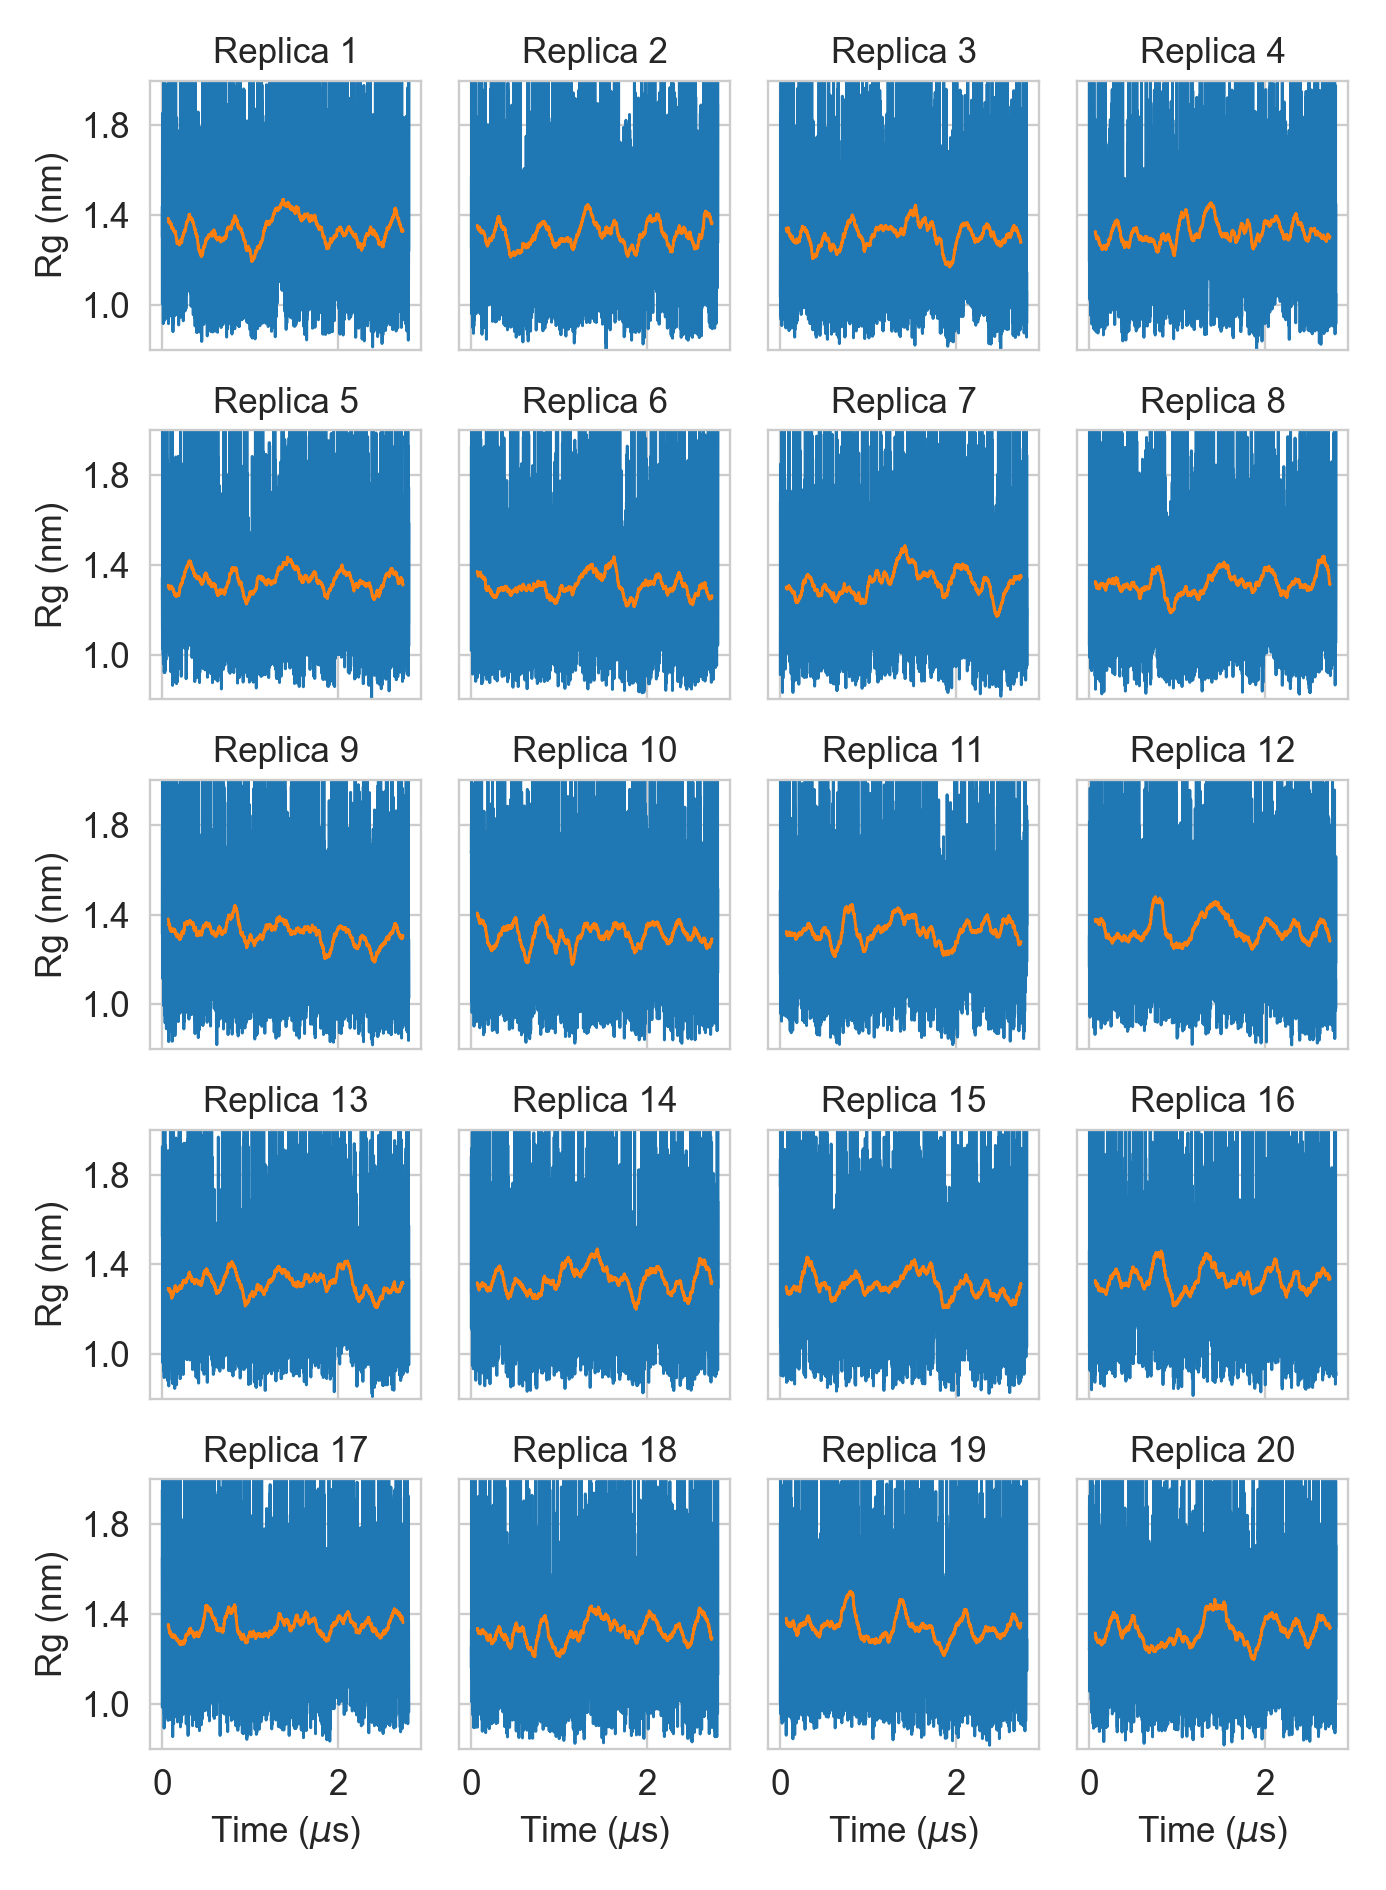 Replica 1 Replica 2 Replica 3 Replica 4
1.8
1.4
1.0
Rg (nm)
Replica 5 Replica 6 Replica 7 Replica 8
1.8
1.4
1.0
Rg (nm)
Replica 9 Replica 10 Replica 11 Replica 12
1.8
1.4
1.0
Rg (nm)
Replica 13 Replica 14 Replica 15 Replica 16
1.8
1.4
1.0
Rg (nm)
Replica 17 Replica 18 Replica 19 Replica 20
1.8
1.4
1.0
Rg (nm)
0 2 0 2 0 2 0 2
Time (μs) Time (μs) Time (μs) Time (μs)